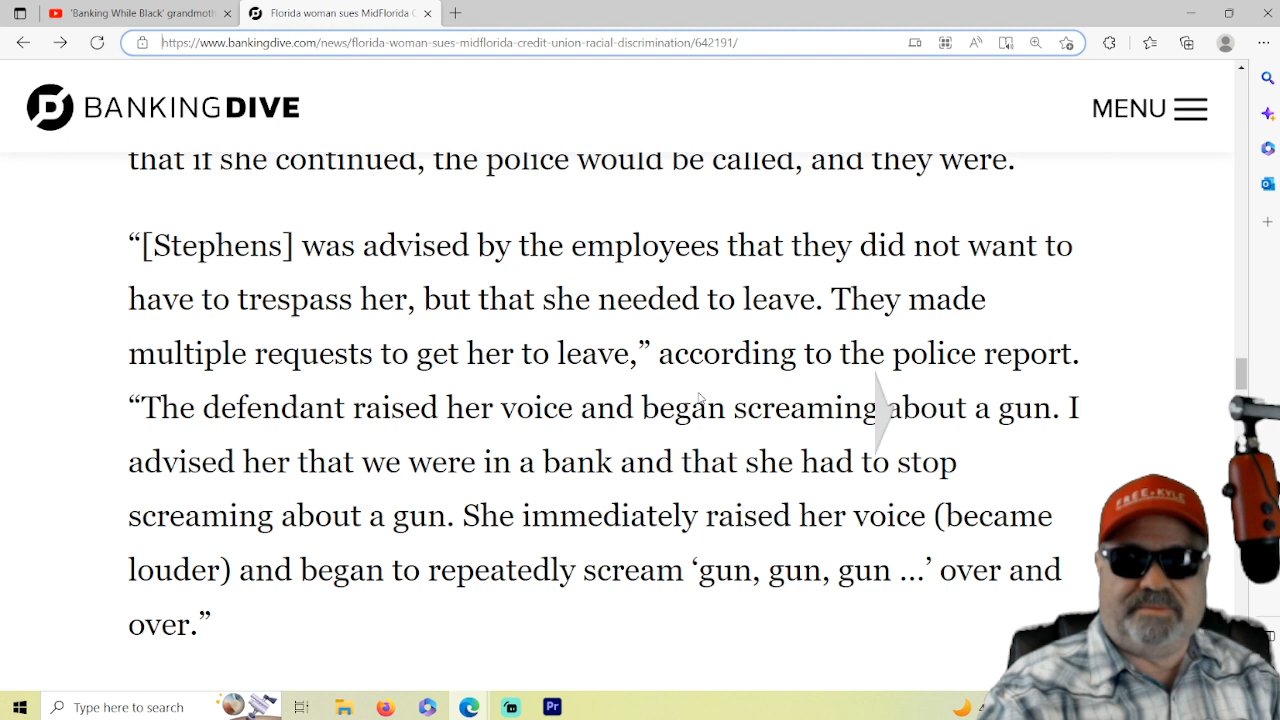 'Banking While Black' grandmoth
Florida woman sues MidFlorida C
https://www.bankingdive.com/news/florida-woman-sues-midflorida-credit-union-racial-discrimination/642191/
BANKINGDIVE
MENU
that if she continued, the police would be called, and they were.
“[Stephens] was advised by the employees that they did not want to
have to trespass her, but that she needed to leave. They made
multiple requests to get her to leave,” according to the police report.
“The defendant raised her voice and began screaming about a gun. I
advised her that we were in a bank and that she had to stop
screaming about a gun. She immediately raised her voice (became
louder) and began to repeatedly scream ‘gun, gun, gun …’ over and
over.”
FREE KYLE
Type here to search
Pr